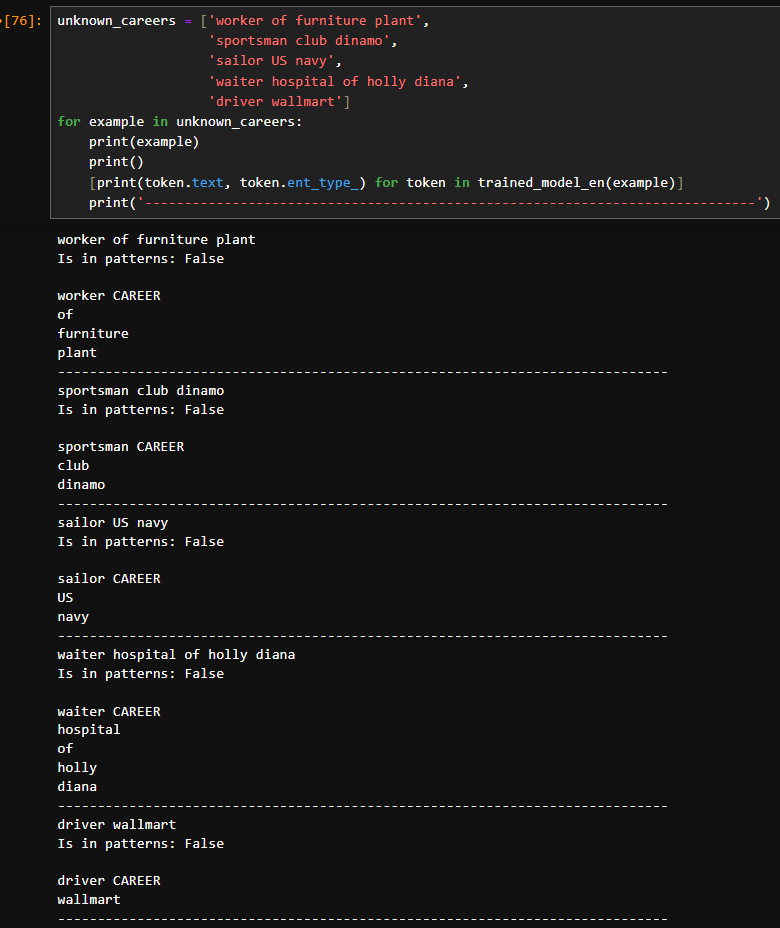 [76]: unknown_careers = ['worker of furniture plant',
'sportsman club dinamo',
'sailor US navy',
'waiter hospital of holly diana',
'driver wallmart']
for example in unknown_careers:
print(example)
print()
[print(token.text, token.ent_type_) for token in trained_model_en(example)]
print('-----------------------------------------------------------------------------')
worker of furniture plant
Is in patterns: False
worker CAREER
of
furniture
plant
-----------------------------------------------------------------------------
sportsman club dinamo
Is in patterns: False
sportsman CAREER
club
dinamo
-----------------------------------------------------------------------------
sailor US navy
Is in patterns: False
sailor CAREER
US
navy
-----------------------------------------------------------------------------
waiter hospital of holly diana
Is in patterns: False
waiter CAREER
hospital
of
holly
diana
-----------------------------------------------------------------------------
driver wallmart
Is in patterns: False
driver CAREER
wallmart
-----------------------------------------------------------------------------